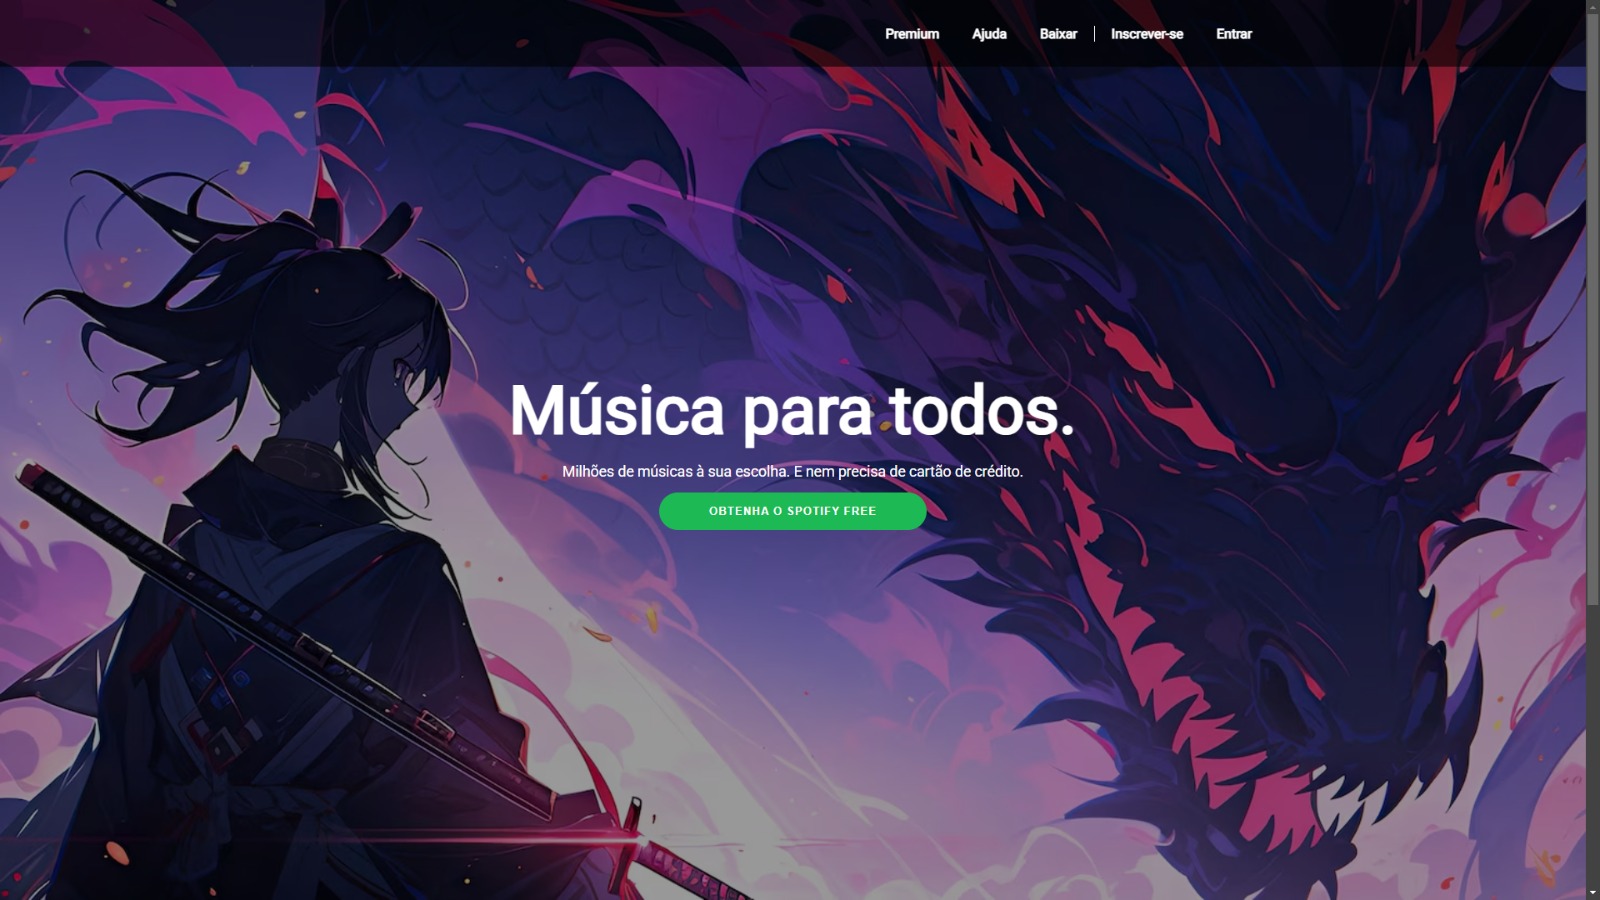 Premium Ajuda Baixar Inscrever-se Entrar
Música para todos.
Milhões de músicas à sua escolha. E nem precisa de cartão de crédito.
OBTENHA O SPOTIFY FREE